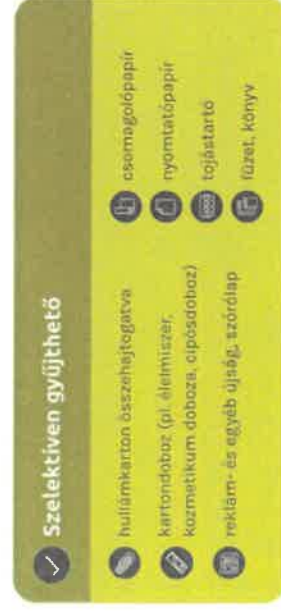 Szelektíven gyűjthető
hullámkarton összehajtogatva
kartondoboz (pl. élelmiszer,
kozmetikum doboza, cipősdoboz)
reklám- és egyéb újság, szórólap
csomagolópapír
nyomtatópapír
tojástartó
füzet, könyv